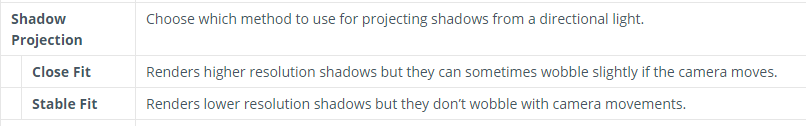 Shadow Projection
Choose which method to use for projecting shadows from a directional light.
Close Fit
Renders higher resolution shadows but they can sometimes wobble slightly if the camera moves.
Stable Fit
Renders lower resolution shadows but they don’t wobble with camera movements.